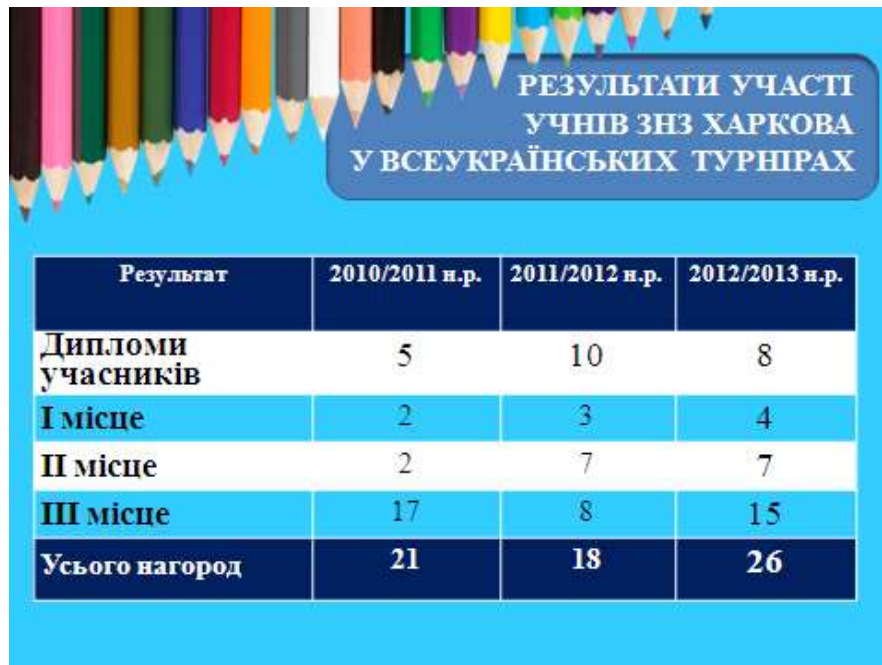 РЕЗУЛЬТАТИ УЧАСТІ
УЧНІВ ЗНЗ ХАРКОВА
У ВСЕУКРАЇНСЬКИХ ТУРНІРАХ
Результат 2010/2011 н.р. 2011/2012 н.р. 2012/2013 н.р.
Дипломи
учасників 5 10 8
І місце 2 3 4
ІІ місце 2 7 7
ІІІ місце 17 8 15
Усього нагород 21 18 26